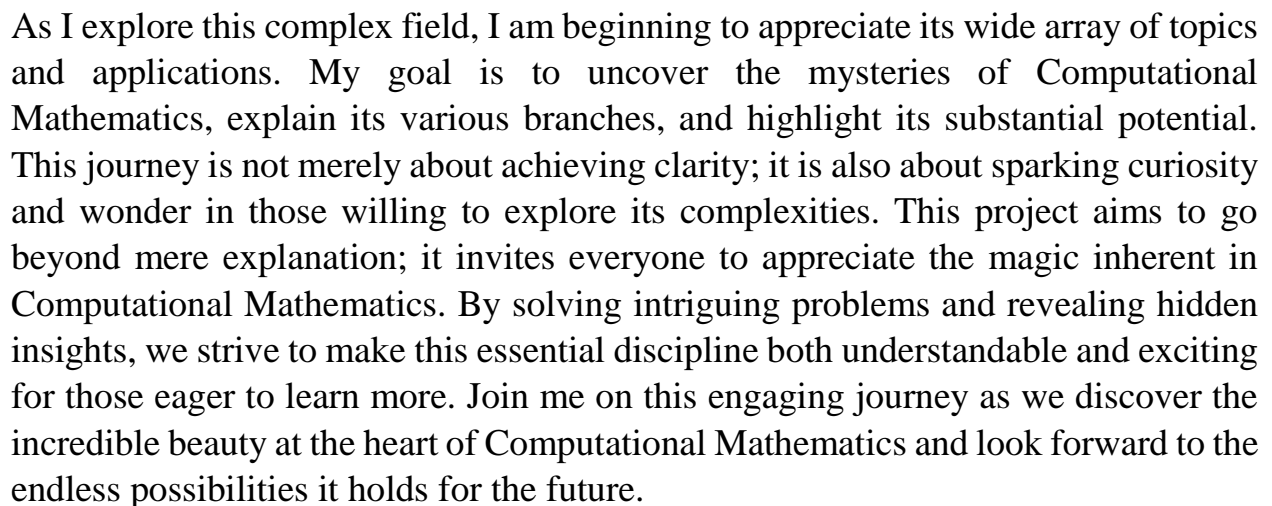 As I explore this complex field, I am beginning to appreciate its wide array of topics
and applications. My goal is to uncover the mysteries of Computational
Mathematics, explain its various branches, and highlight its substantial potential.
This journey is not merely about achieving clarity; it is also about sparking curiosity
and wonder in those willing to explore its complexities. This project aims to go
beyond mere explanation; it invites everyone to appreciate the magic inherent in
Computational Mathematics. By solving intriguing problems and revealing hidden
insights, we strive to make this essential discipline both understandable and exciting
for those eager to learn more. Join me on this engaging journey as we discover the
incredible beauty at the heart of Computational Mathematics and look forward to the
endless possibilities it holds for the future.